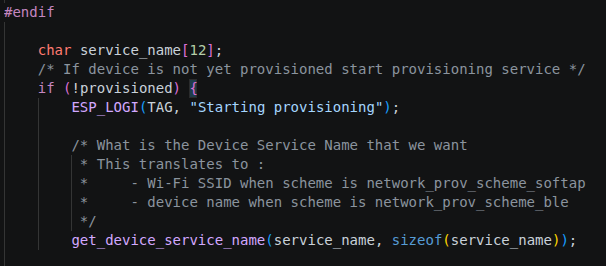 #endif
char service_name[12];
/* If device is not yet provisioned start provisioning service */
if (!provisioned) {
ESP_LOGI(TAG, "Starting provisioning");
/* What is the Device Service Name that we want
* This translates to :
*     - Wi-Fi SSID when scheme is network_prov_scheme_softap
*     - device name when scheme is network_prov_scheme_ble
*/
get_device_service_name(service_name, sizeof(service_name));